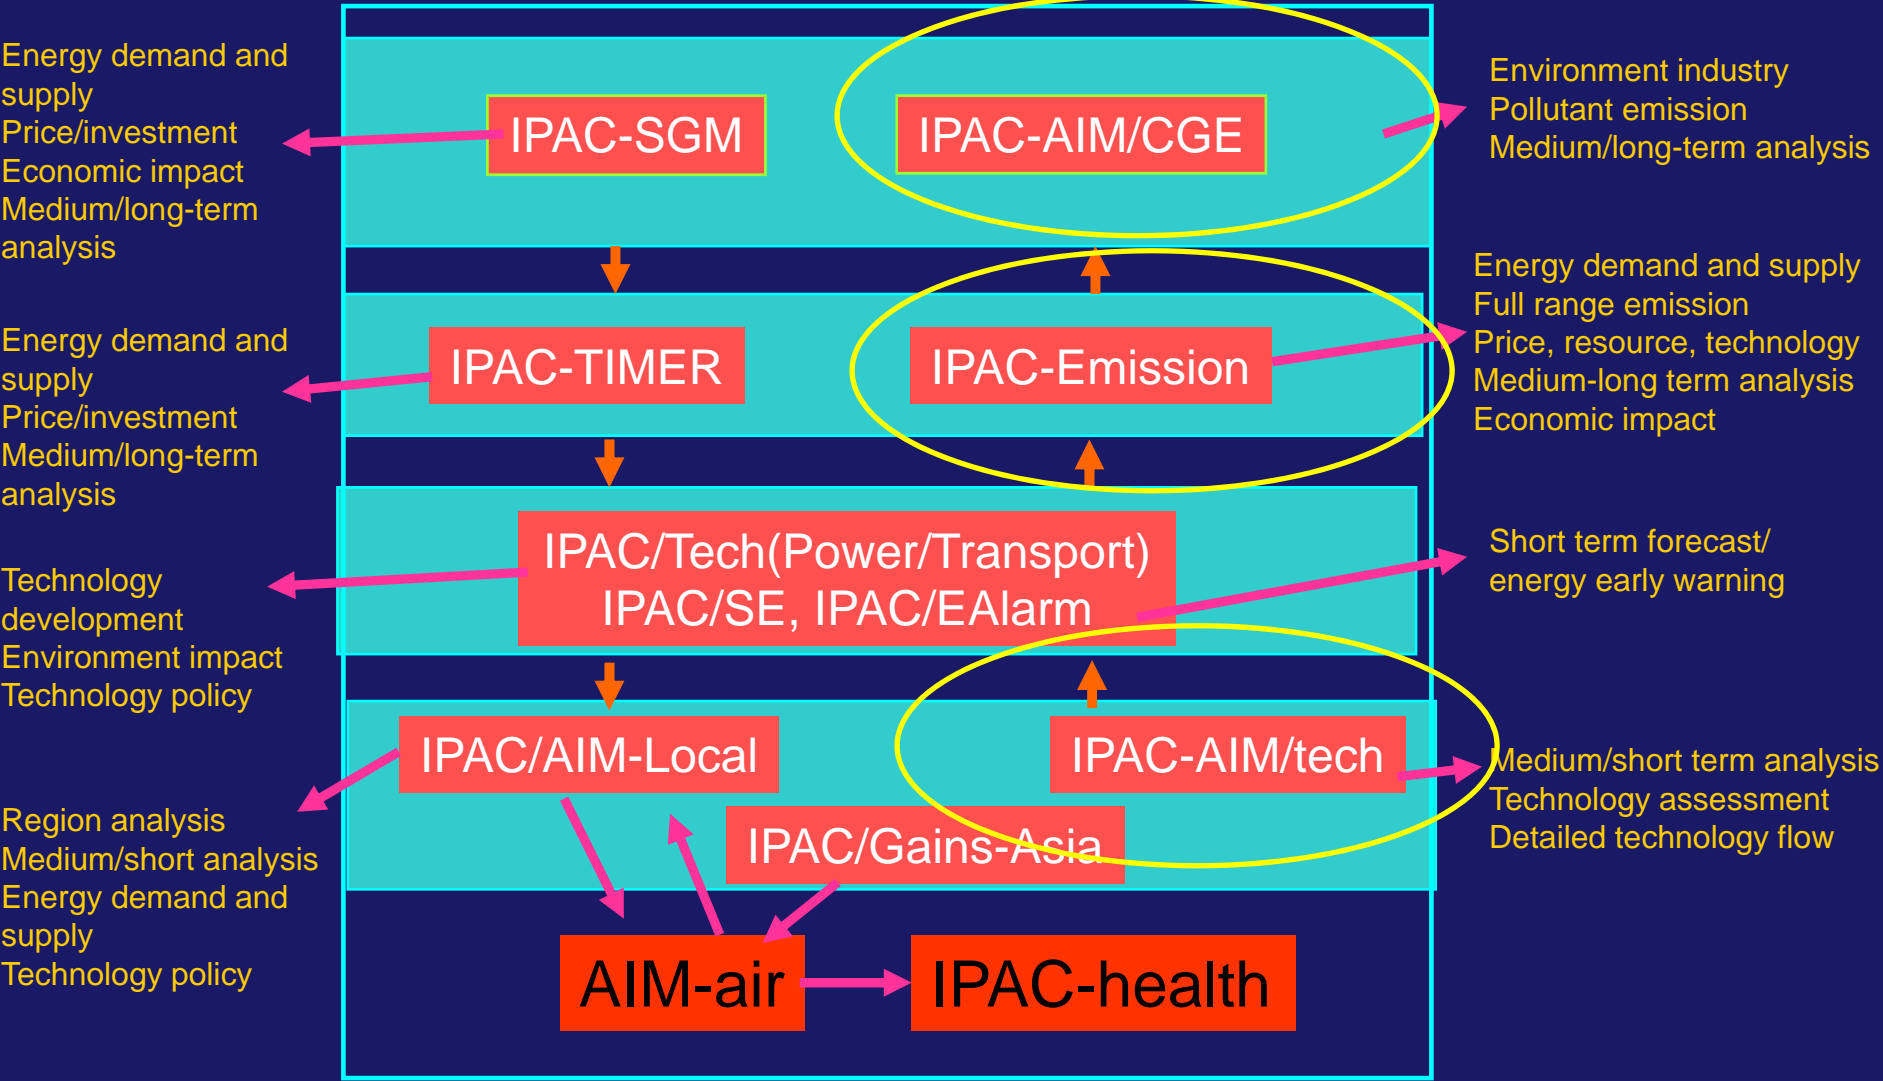 Energy demand and
supply
Price/investment
Economic impact
Medium/long-term
analysis
IPAC-SGM
IPAC-AIM/CGE
Environment industry
Pollutant emission
Medium/long-term analysis
Energy demand and
supply
Price/investment
Medium/long-term
analysis
IPAC-TIMER
IPAC-Emission
Energy demand and supply
Full range emission
Price, resource, technology
Medium-long term analysis
Economic impact
Technology
development
Environment impact
Technology policy
IPAC/Tech(Power/Transport)
IPAC/SE, IPAC/EAlarm
Short term forecast/
energy early warning
Region analysis
Medium/short analysis
Energy demand and
supply
Technology policy
IPAC/AIM-Local
IPAC-AIM/tech
IPAC/Gains-Asia
Medium/short term analysis
Technology assessment
Detailed technology flow
AIM-air
IPAC-health